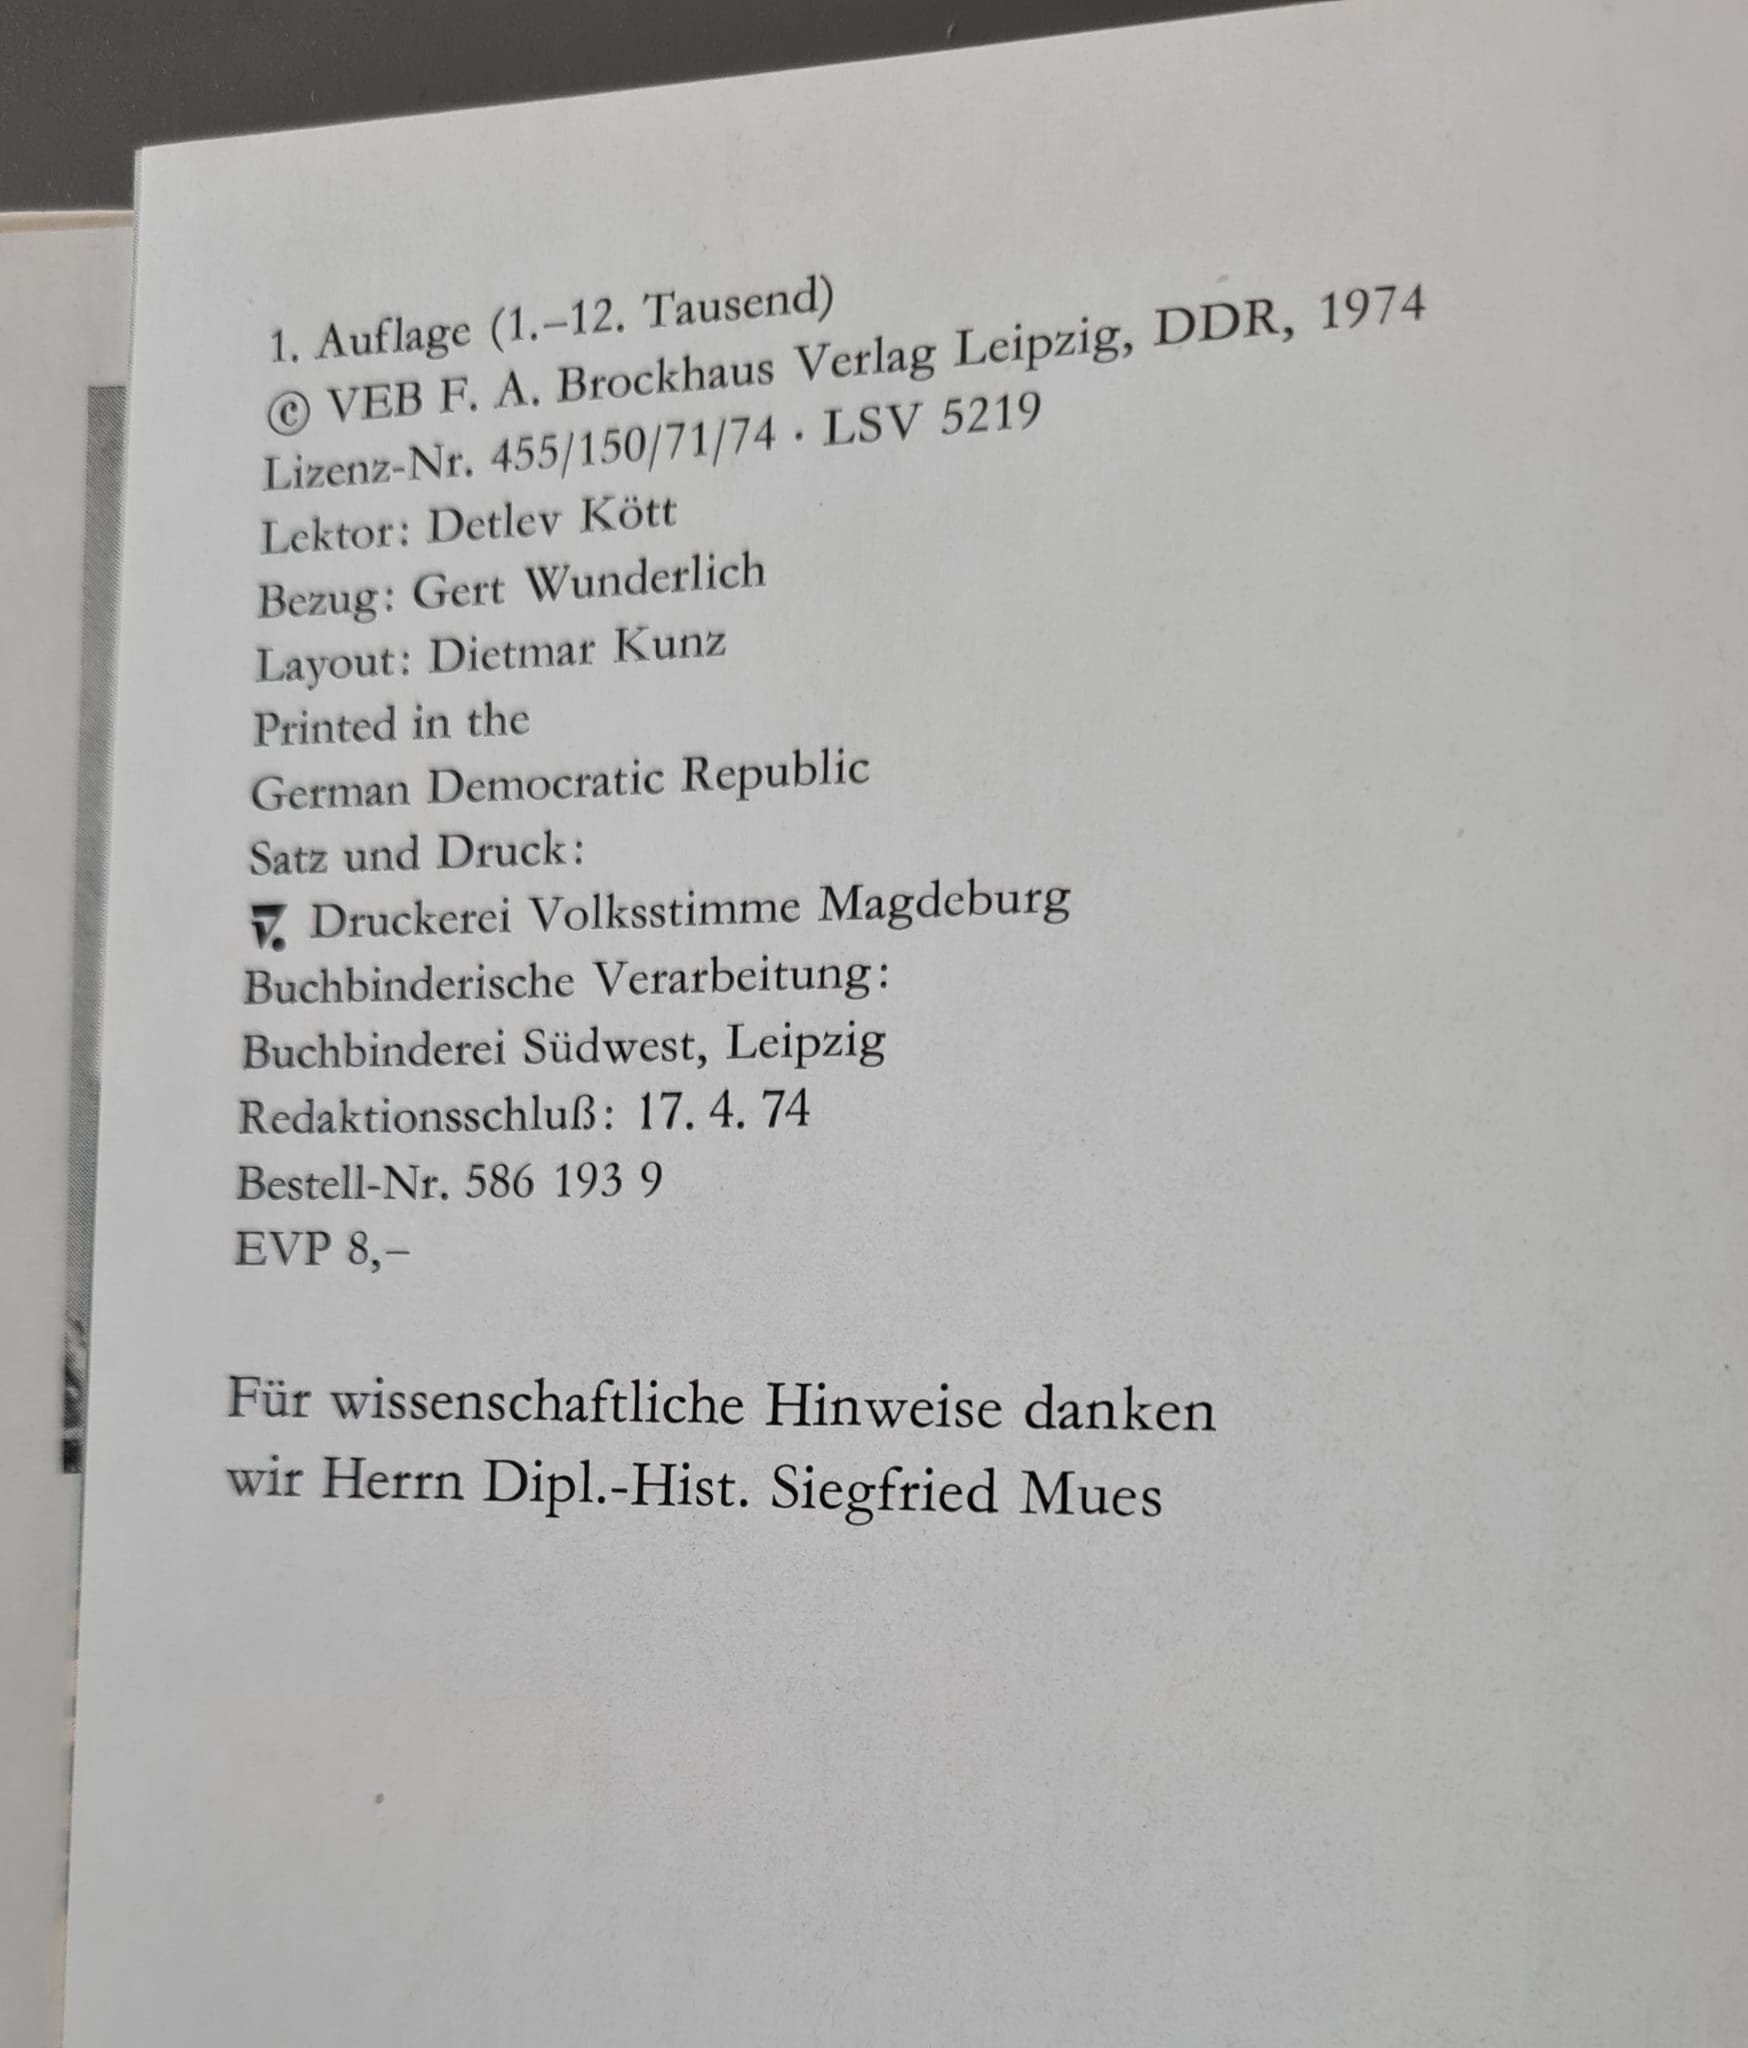 1. Auflage (1.–12. Tausend)
© VEB F. A. Brockhaus Verlag Leipzig, DDR, 1974
Lizenz-Nr. 455/150/71/74 · LSV 5219
Lektor: Detlev Kött
Bezug: Gert Wunderlich
Layout: Dietmar Kunz
Printed in the
German Democratic Republic
Satz und Druck:
V. Druckerei Volksstimme Magdeburg
Buchbinderische Verarbeitung:
Buchbinderei Südwest, Leipzig
Redaktionsschluß: 17. 4. 74
Bestell-Nr. 586 193 9
EVP 8,–
Für wissenschaftliche Hinweise danken
wir Herrn Dipl.-Hist. Siegfried Mues